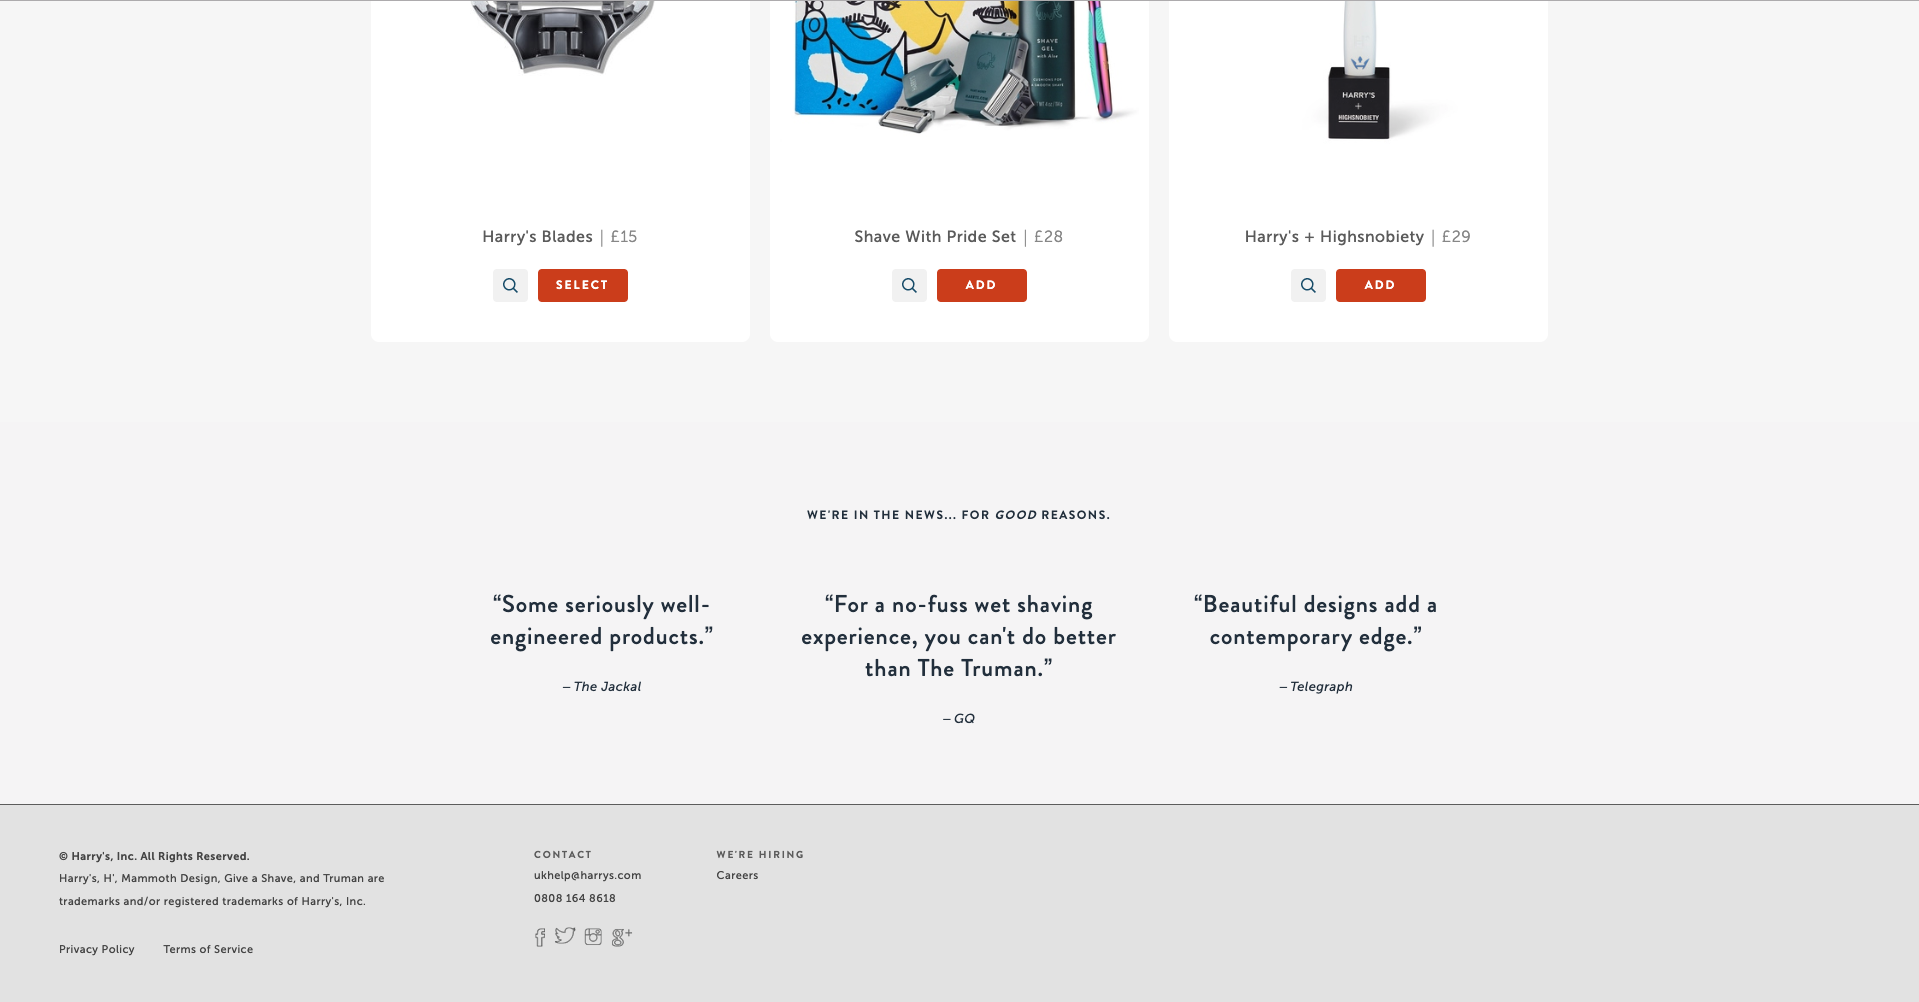 SHAVE
GEL
with Aloe
HARRY'S
+
HIGHSNOBIETY
Harry's Blades | £15
Shave With Pride Set | £28
Harry's + Highsnobiety | £29
SELECT
ADD
ADD
WE'RE IN THE NEWS... FOR GOOD REASONS.
“Some seriously well-
engineered products.”
– The Jackal
“For a no-fuss wet shaving
experience, you can't do better
than The Truman.”
– GQ
“Beautiful designs add a
contemporary edge.”
– Telegraph
© Harry's, Inc. All Rights Reserved.
Harry's, H', Mammoth Design, Give a Shave, and Truman are
trademarks and/or registered trademarks of Harry's, Inc.
Privacy Policy
Terms of Service
CONTACT
ukhelp@harrys.com
0808 164 8618
WE'RE HIRING
Careers